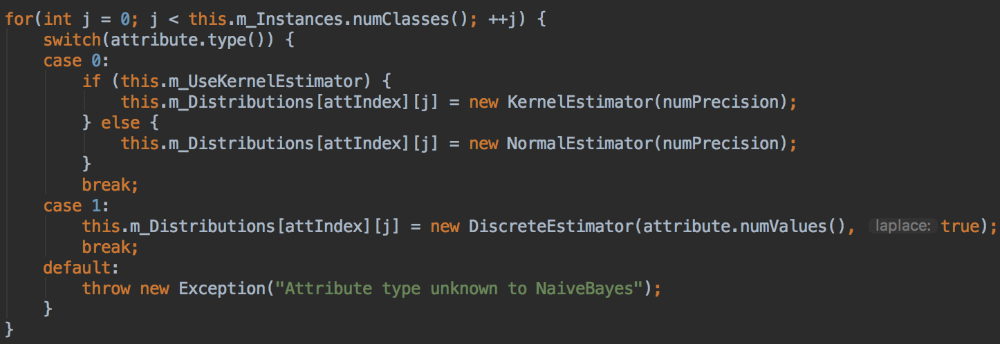 for(int j = 0; j < this.m_Instances.numClasses(); ++j) {
    switch(attribute.type()) {
    case 0:
        if (this.m_UseKernelEstimator) {
            this.m_Distributions[attIndex][j] = new KernelEstimator(numPrecision);
        } else {
            this.m_Distributions[attIndex][j] = new NormalEstimator(numPrecision);
        }
        break;
    case 1:
        this.m_Distributions[attIndex][j] = new DiscreteEstimator(attribute.numValues(), laplace: true);
        break;
    default:
        throw new Exception("Attribute type unknown to NaiveBayes");
    }
}